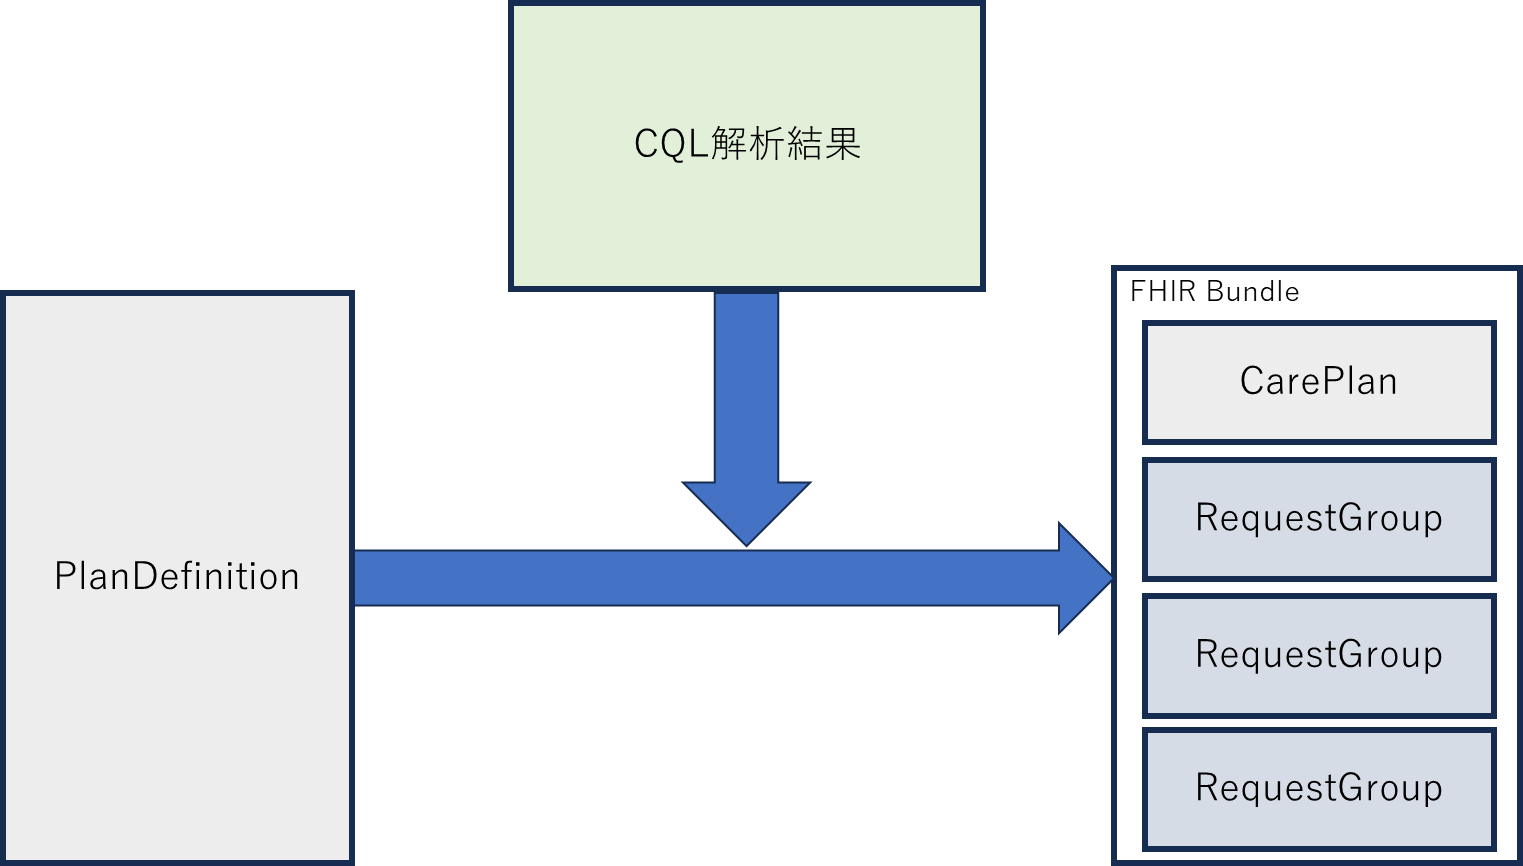 CQL解析結果
PlanDefinition
FHIR Bundle
CarePlan
RequestGroup
RequestGroup
RequestGroup